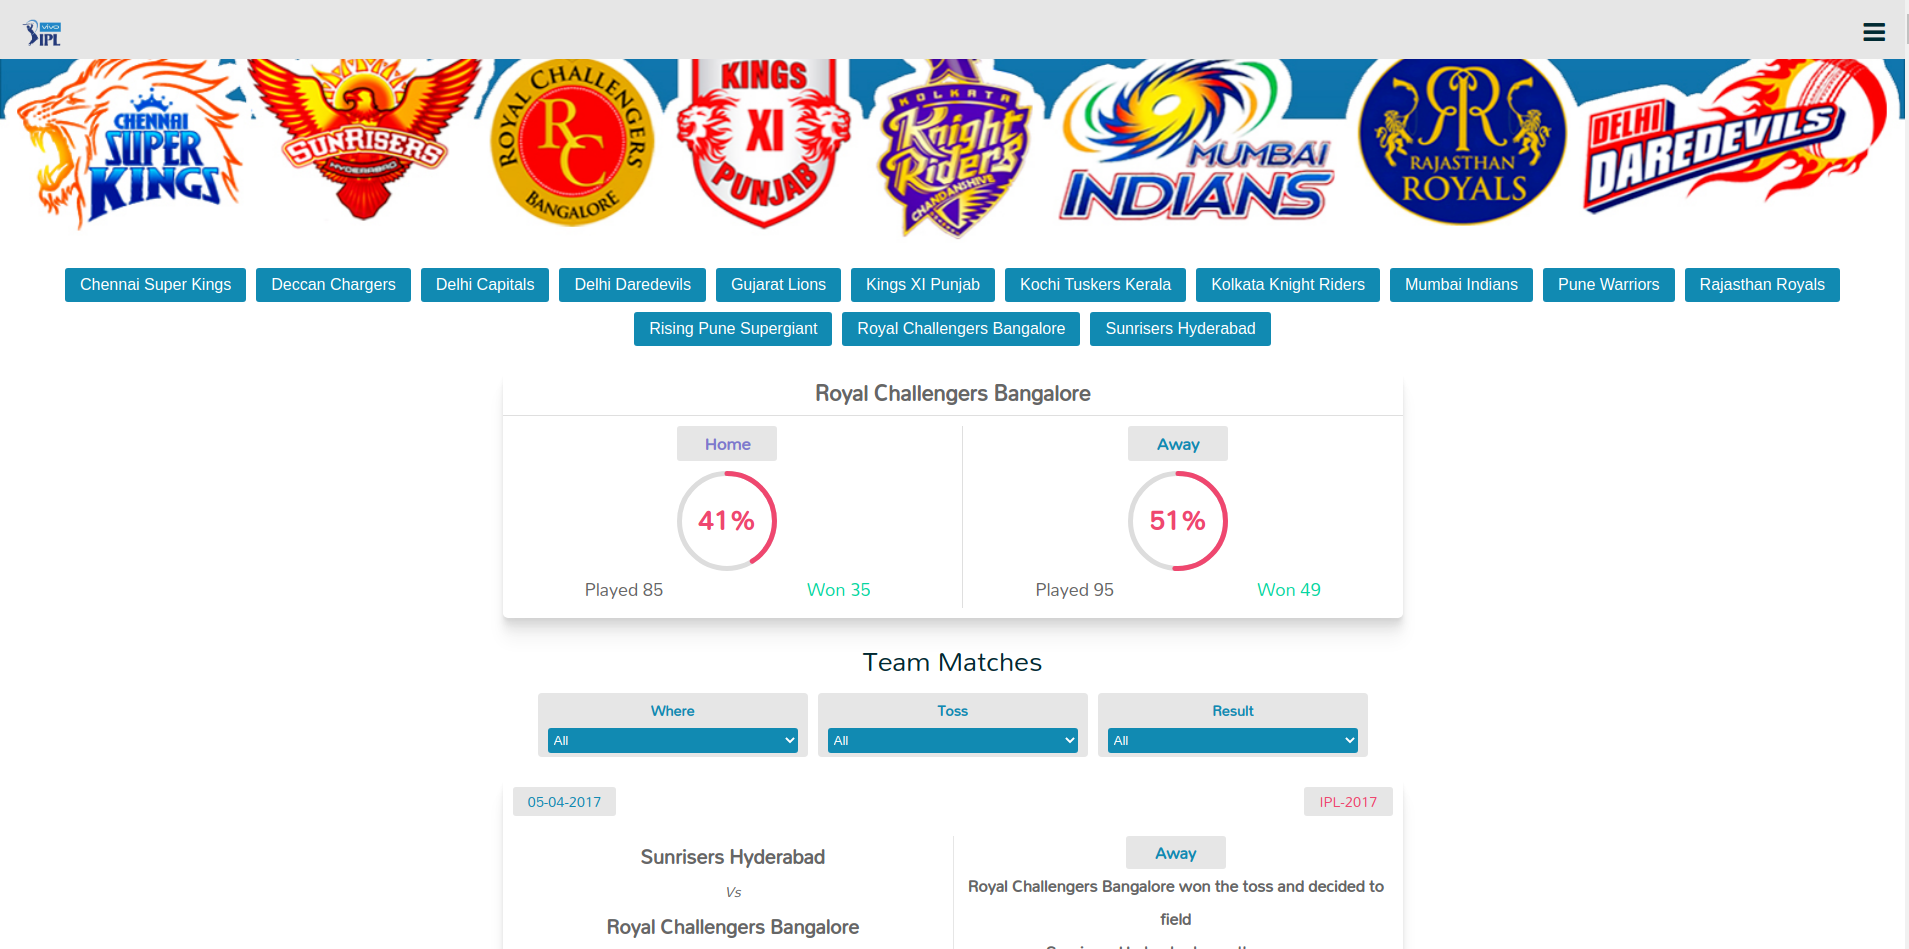 vivo
IPL
CHENNAI
SUPER
KINGS
SUNRISERS
HYDERABAD
ROYAL CHALLENGERS
RC
BANGALORE
KINGS
XI
PUNJAB
KOLKATA
Knight
Riders
MUMBAI
INDIANS
RR
RAJASTHAN
ROYALS
DELHI
DAREDEVILS
Chennai Super Kings Deccan Chargers Delhi Capitals Delhi Daredevils Gujarat Lions Kings XI Punjab Kochi Tuskers Kerala Kolkata Knight Riders Mumbai Indians Pune Warriors Rajasthan Royals
Rising Pune Supergiant Royal Challengers Bangalore Sunrisers Hyderabad
Royal Challengers Bangalore
Home Away
41% 51%
Played 85 Won 35 Played 95 Won 49
Team Matches
Where Toss Result
All All All
05-04-2017 IPL-2017
Sunrisers Hyderabad
Vs
Royal Challengers Bangalore
Away
Royal Challengers Bangalore won the toss and decided to
field